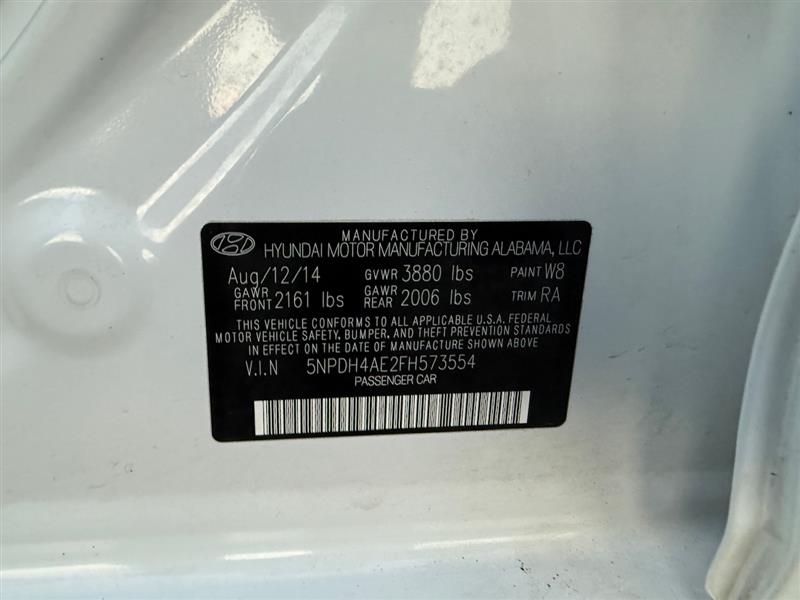 MANUFACTURED BY
HYUNDAI MOTOR MANUFACTURING ALABAMA, LLC
Aug/12/14 GVWR 3880 lbs PAINT W8
GAWR FRONT 2161 lbs GAWR REAR 2006 lbs TRIM RA
THIS VEHICLE CONFORMS TO ALL APPLICABLE U.S.A. FEDERAL
MOTOR VEHICLE SAFETY, BUMPER, AND THEFT PREVENTION STANDARDS
IN EFFECT ON THE DATE OF MANUFACTURE SHOWN ABOVE.
V.I.N 5NPDH4AE2FH573554
PASSENGER CAR